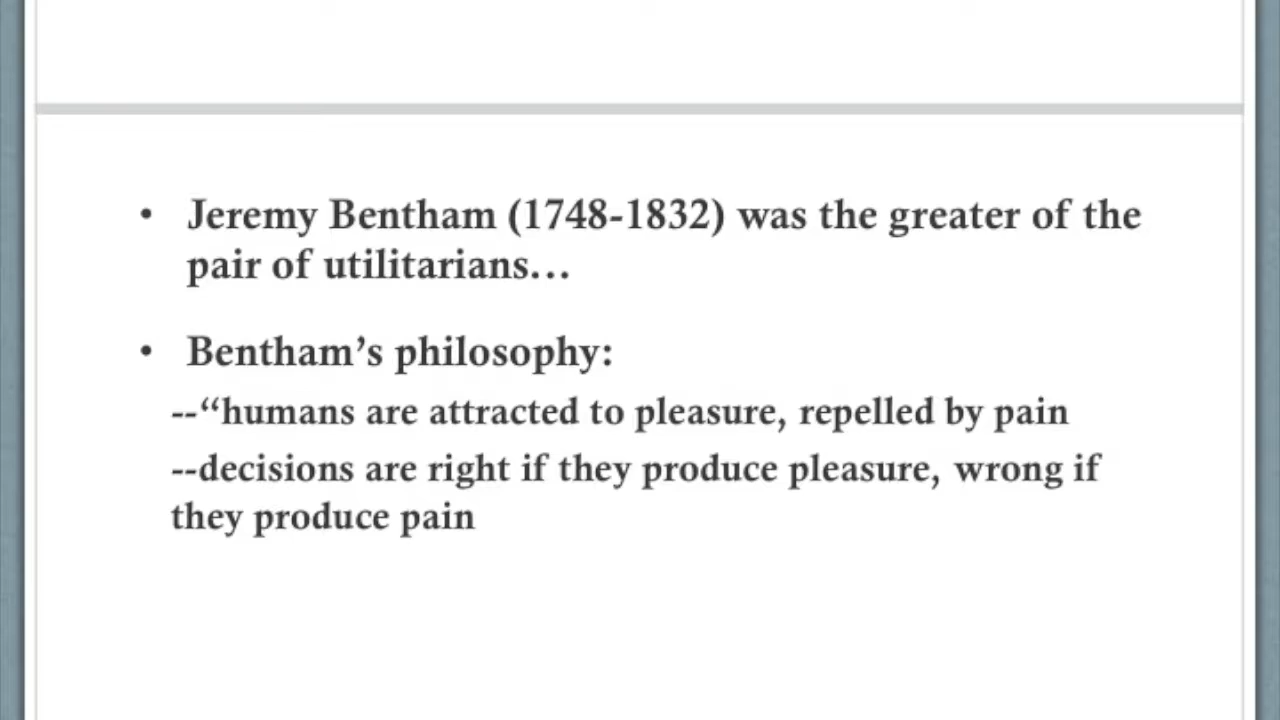 • Jeremy Bentham (1748-1832) was the greater of the
pair of utilitarians…
• Bentham’s philosophy:
--“humans are attracted to pleasure, repelled by pain
--decisions are right if they produce pleasure, wrong if
they produce pain